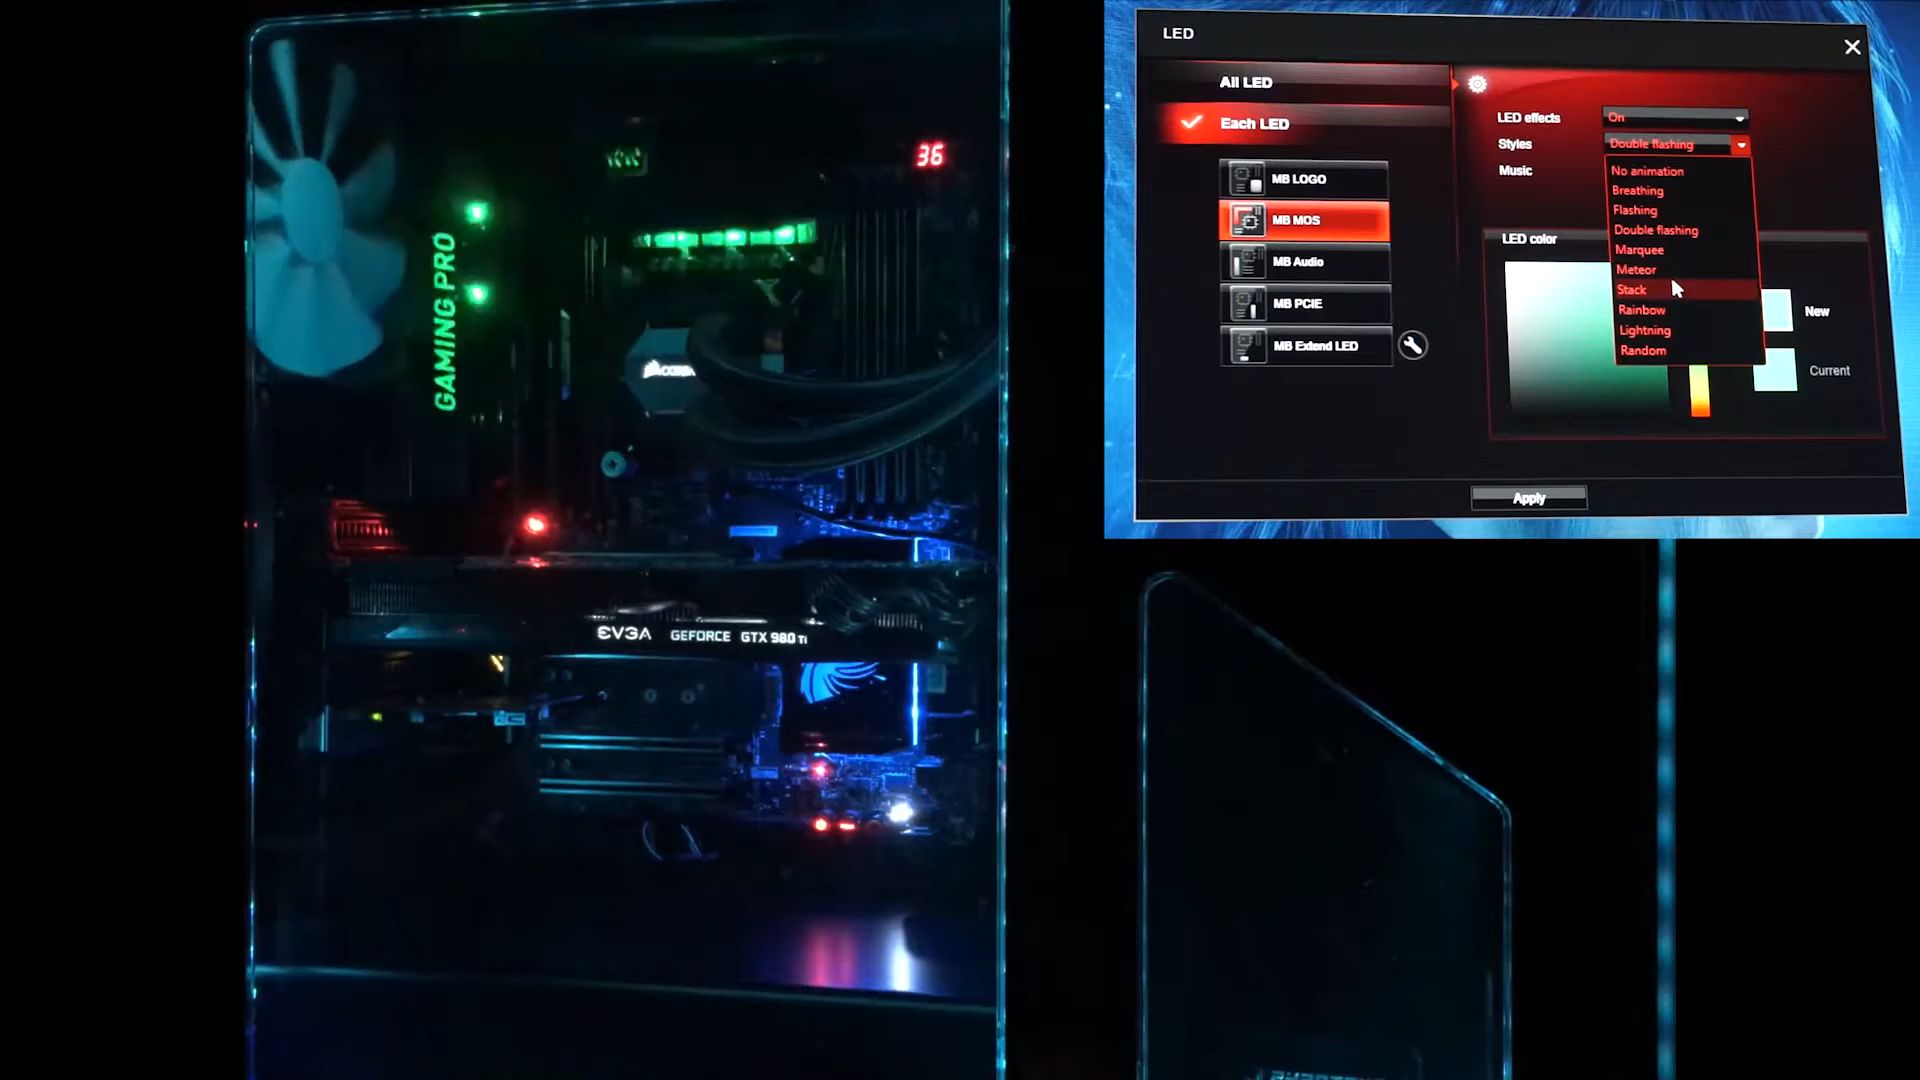 LED
All LED
Each LED
MB LOGO
MB MOS
MB Audio
MB PCIE
MB Extend LED
LED effects
On
Styles
Double flashing
Music
No animation
Breathing
Flashing
Double flashing
Marquee
Meteor
Stack
Rainbow
Lightning
Random
LED color
New
Current
Apply
36
GAMING PRO
EVGA GEFORCE GTX 980 Ti